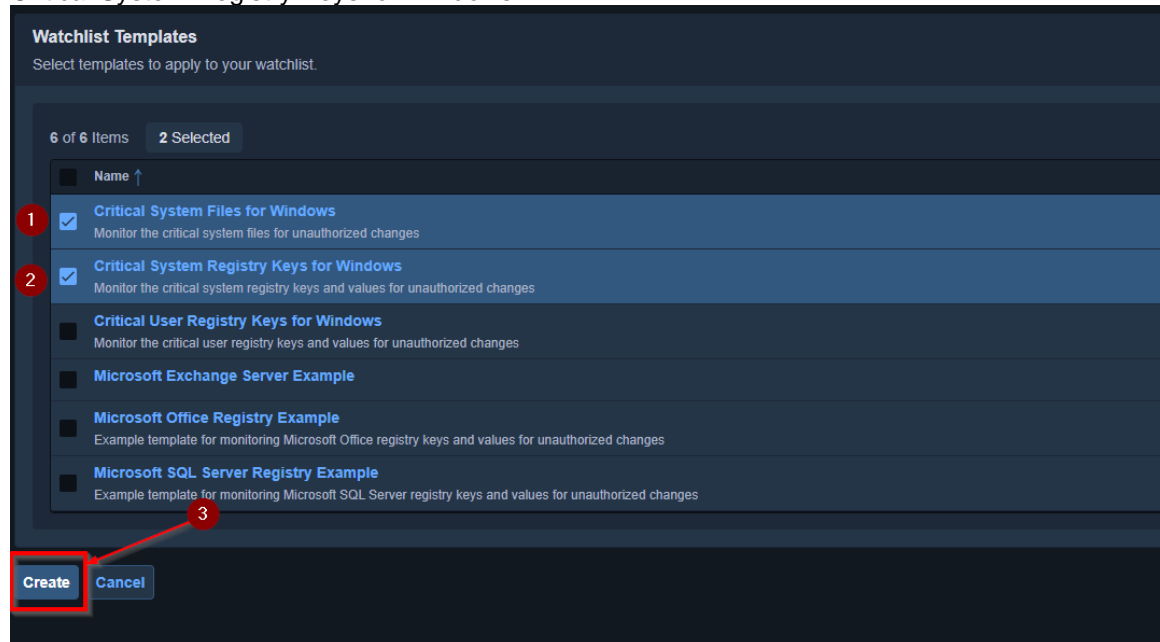 Watchlist Templates
Select templates to apply to your watchlist.
6 of 6 Items 2 Selected
Name ↑
1 Critical System Files for Windows
Monitor the critical system files for unauthorized changes
2 Critical System Registry Keys for Windows
Monitor the critical system registry keys and values for unauthorized changes
Critical User Registry Keys for Windows
Monitor the critical user registry keys and values for unauthorized changes
Microsoft Exchange Server Example
Microsoft Office Registry Example
Example template for monitoring Microsoft Office registry keys and values for unauthorized changes
Microsoft SQL Server Registry Example
Example template for monitoring Microsoft SQL Server registry keys and values for unauthorized changes
3
Create Cancel